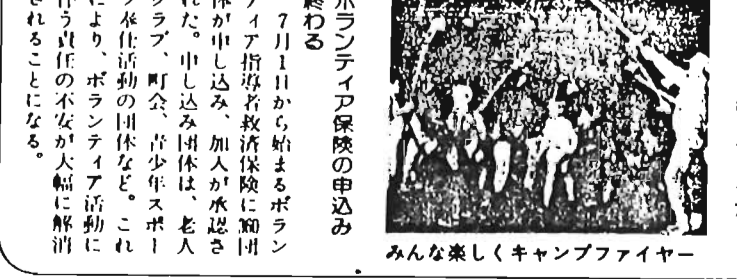 ボランティア保険の申込み
終わる
7月1日から始まるボラン
ティア指導者救済保険に160団
体が申し込み、加入が承認さ
れた。申し込み団体は、老人
クラブ、町会、青少年スポー
ツ奉仕活動の団体など。これ
により、ボランティア活動に
伴う責任の不安が大幅に解消
されることになる。
みんな楽しくキャンプファイヤー